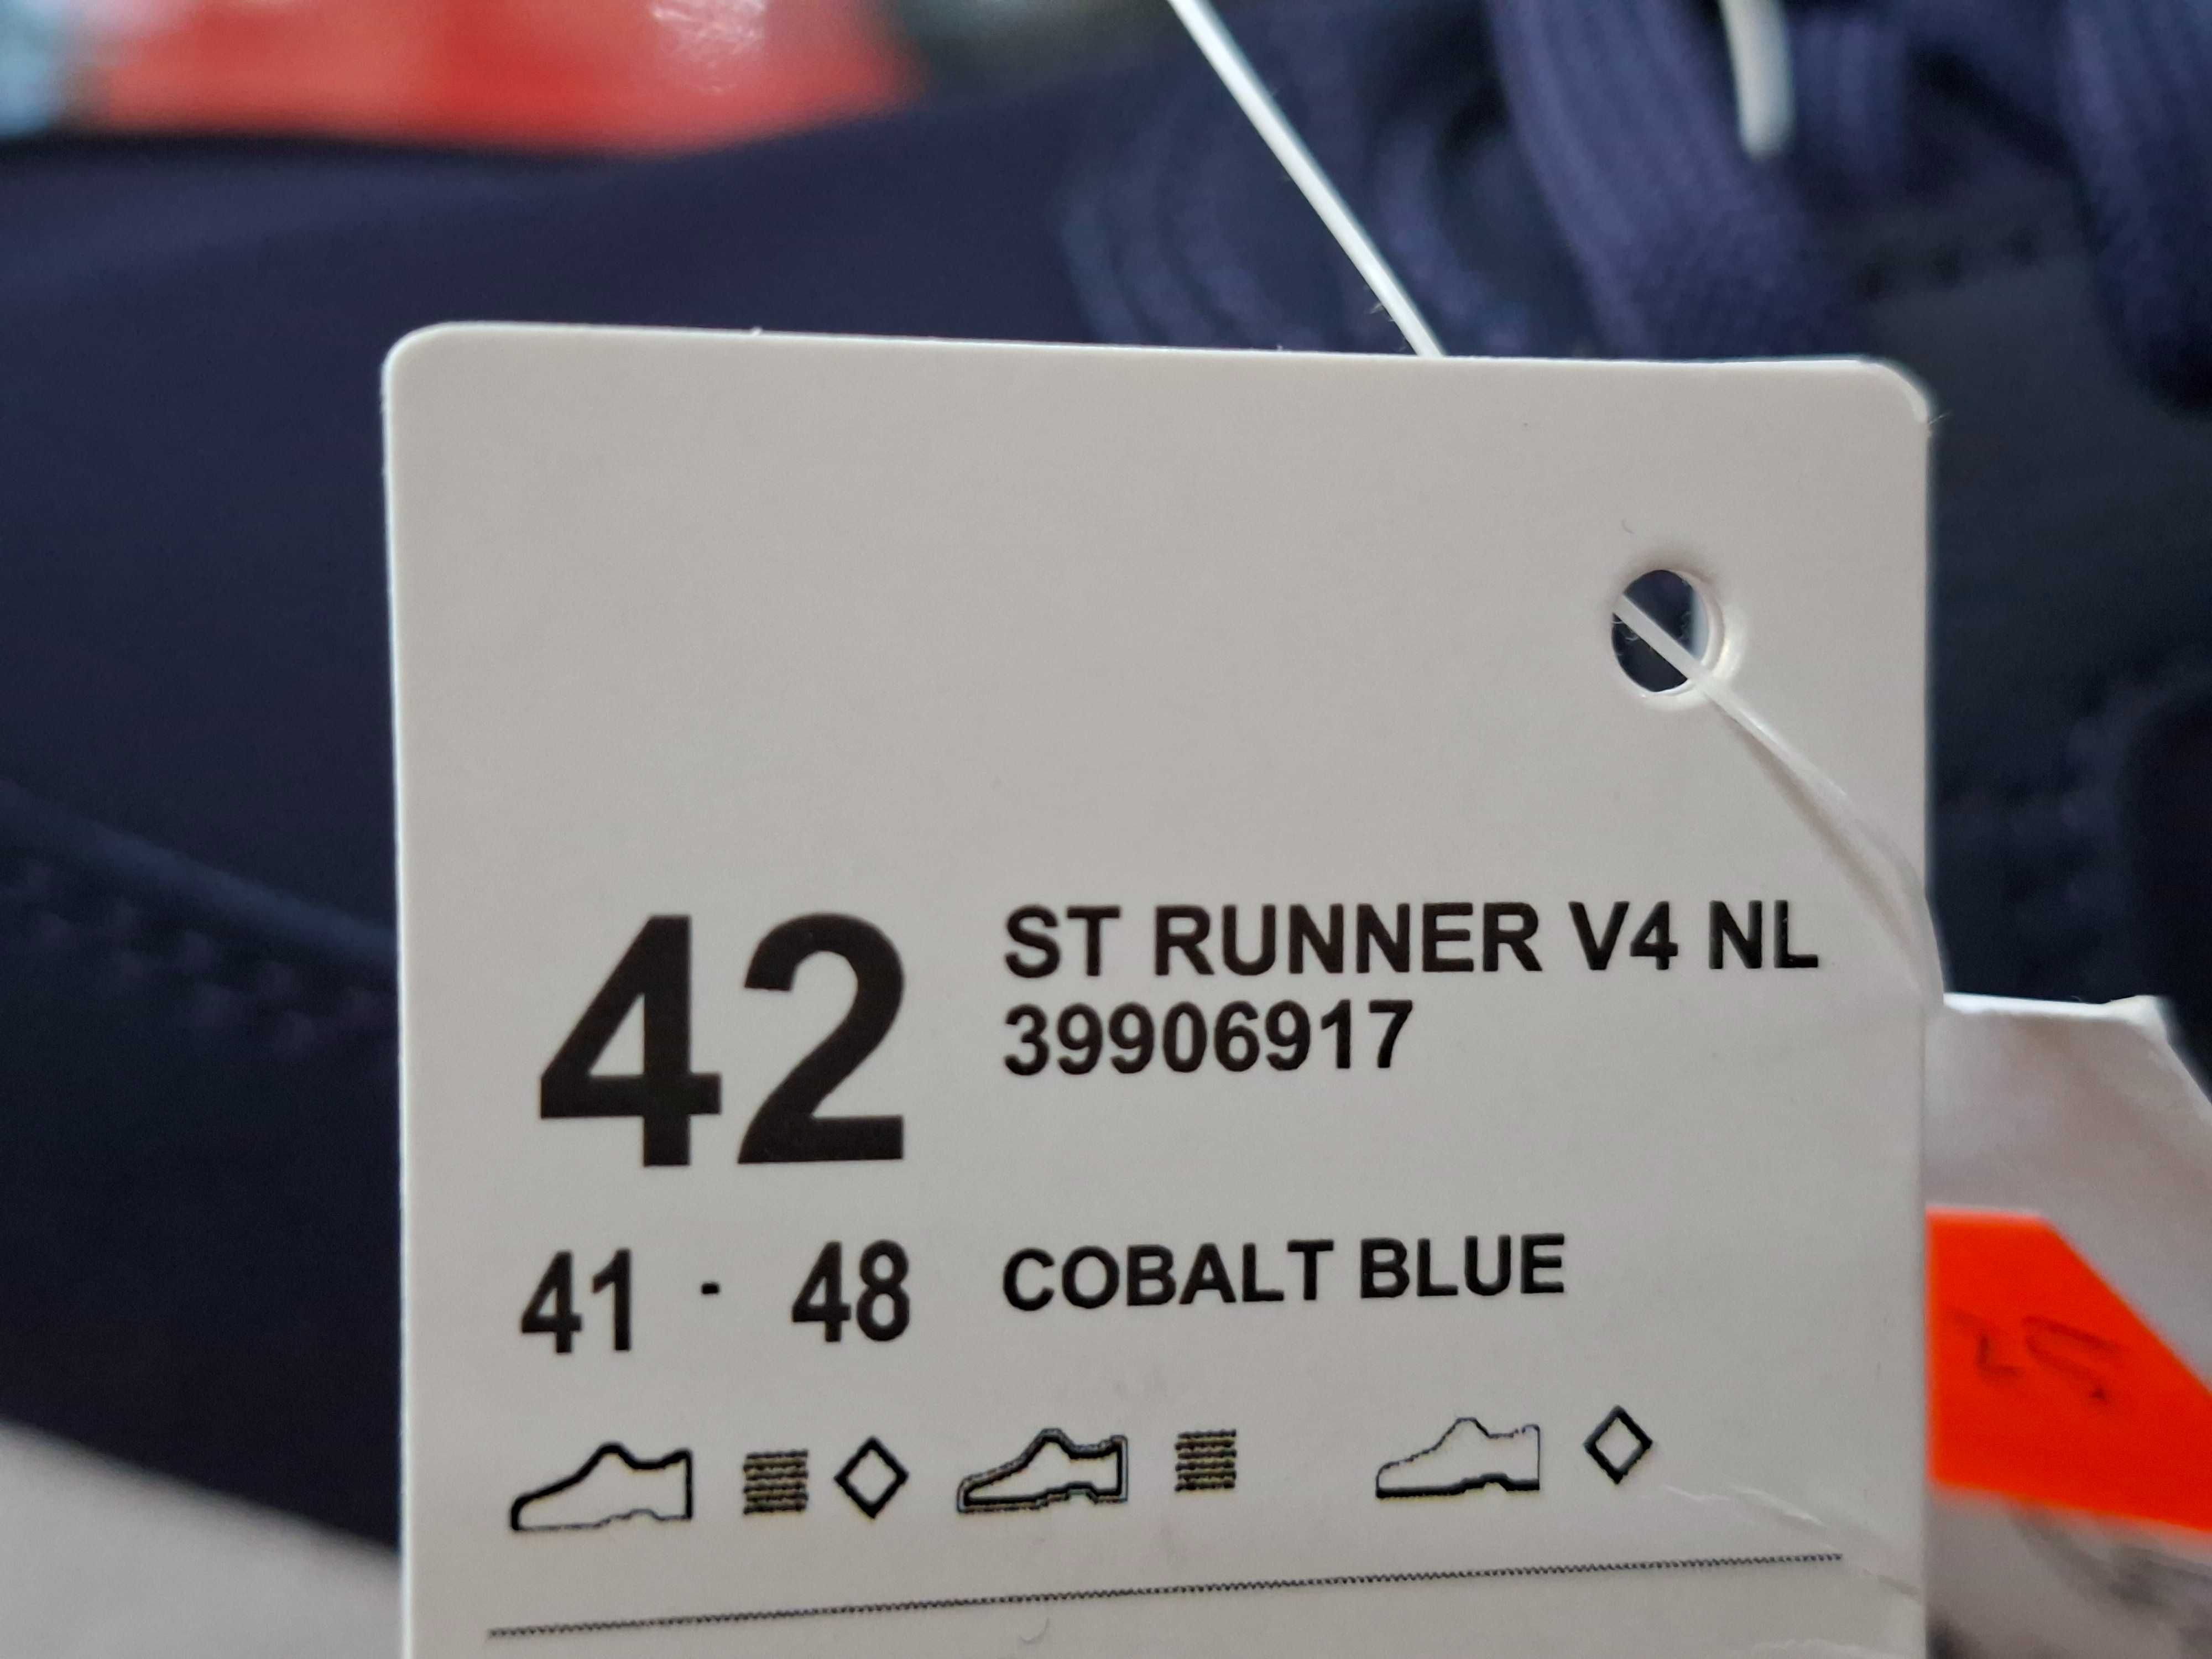 42
ST RUNNER V4 NL
39906917
41 - 48
COBALT BLUE